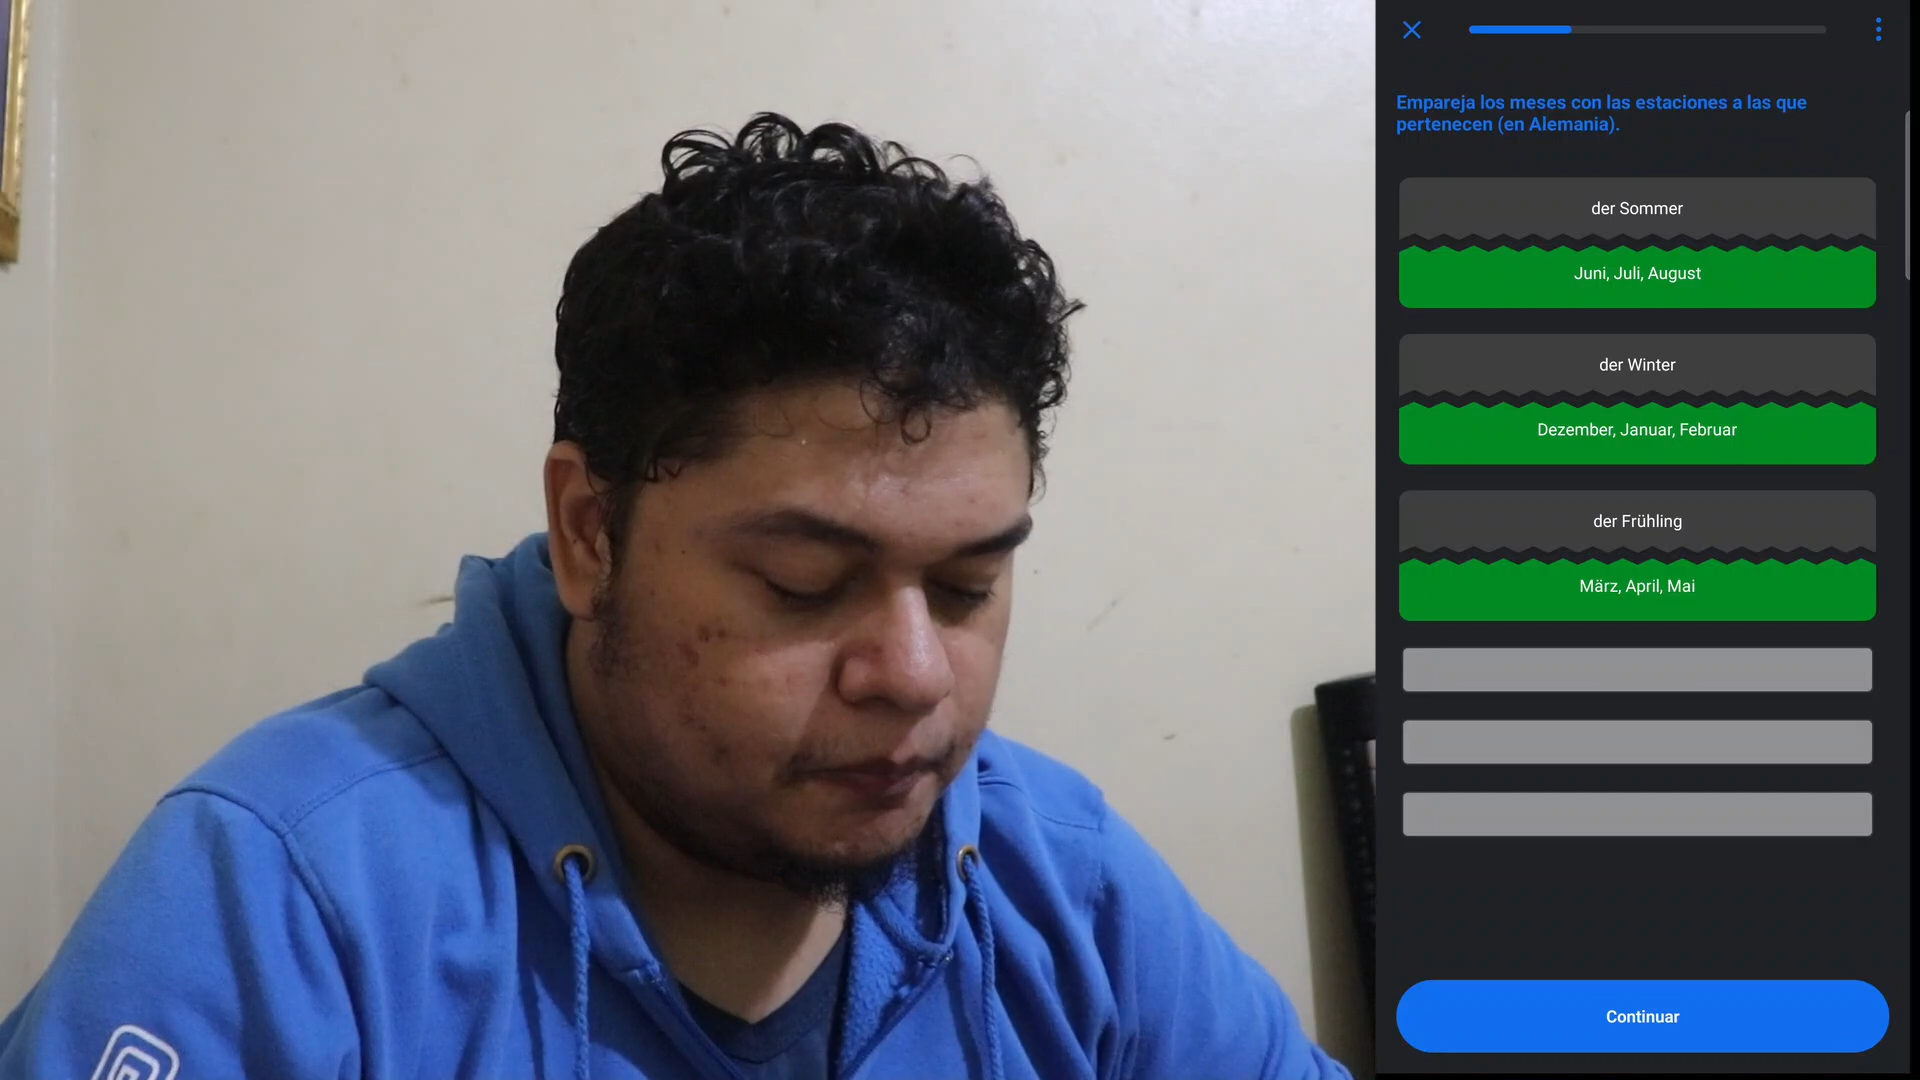 Empareja los meses con las estaciones a las que
pertenecen (en Alemania).
der Sommer
Juni, Juli, August
der Winter
Dezember, Januar, Februar
der Frühling
März, April, Mai
Continuar